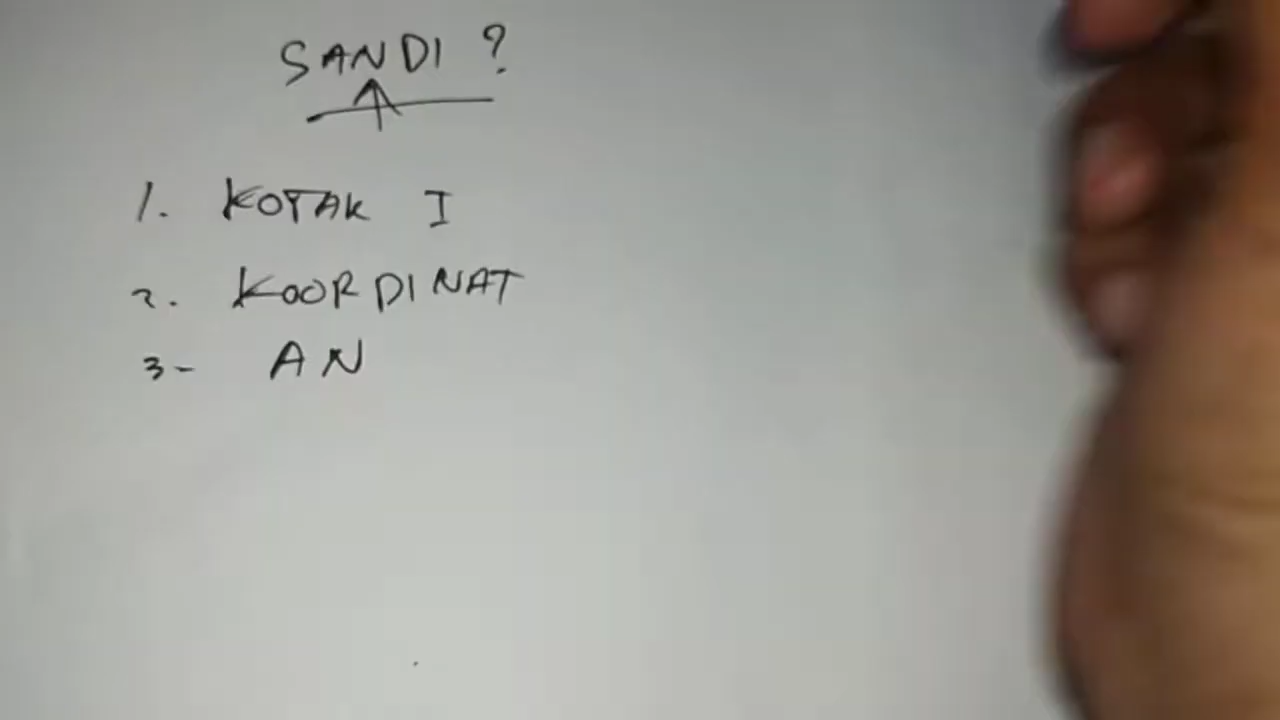 SANDI ?
1. KOTAK I
2. KOORDINAT
3- AN